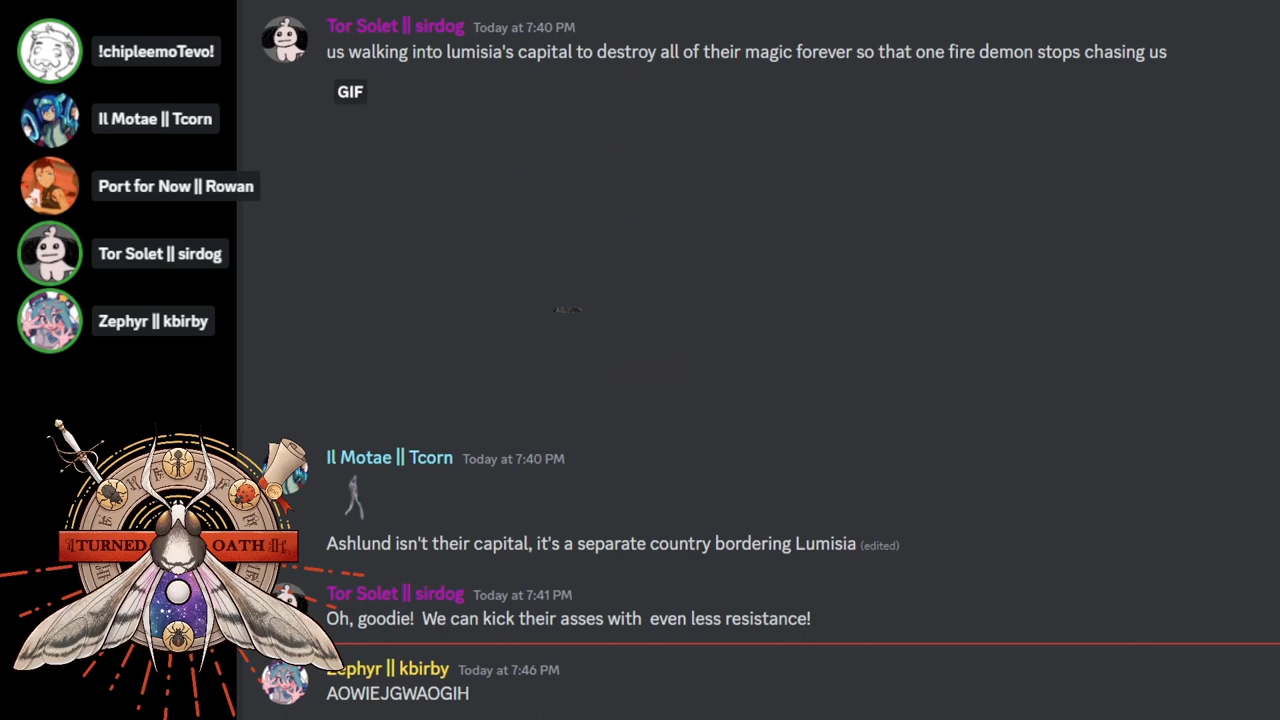 !chipleemoTevo!
Il Motae || Tcorn
Port for Now || Rowan
Tor Solet || sirdog
Zephyr || kbirby
TURNED OATH
Tor Solet || sirdog Today at 7:40 PM
us walking into lumisia's capital to destroy all of their magic forever so that one fire demon stops chasing us
GIF
Il Motae || Tcorn Today at 7:40 PM
Ashlund isn't their capital, it's a separate country bordering Lumisia (edited)
Tor Solet || sirdog Today at 7:41 PM
Oh, goodie! We can kick their asses with even less resistance!
Zephyr || kbirby Today at 7:46 PM
AOWIEJGWAOGIH